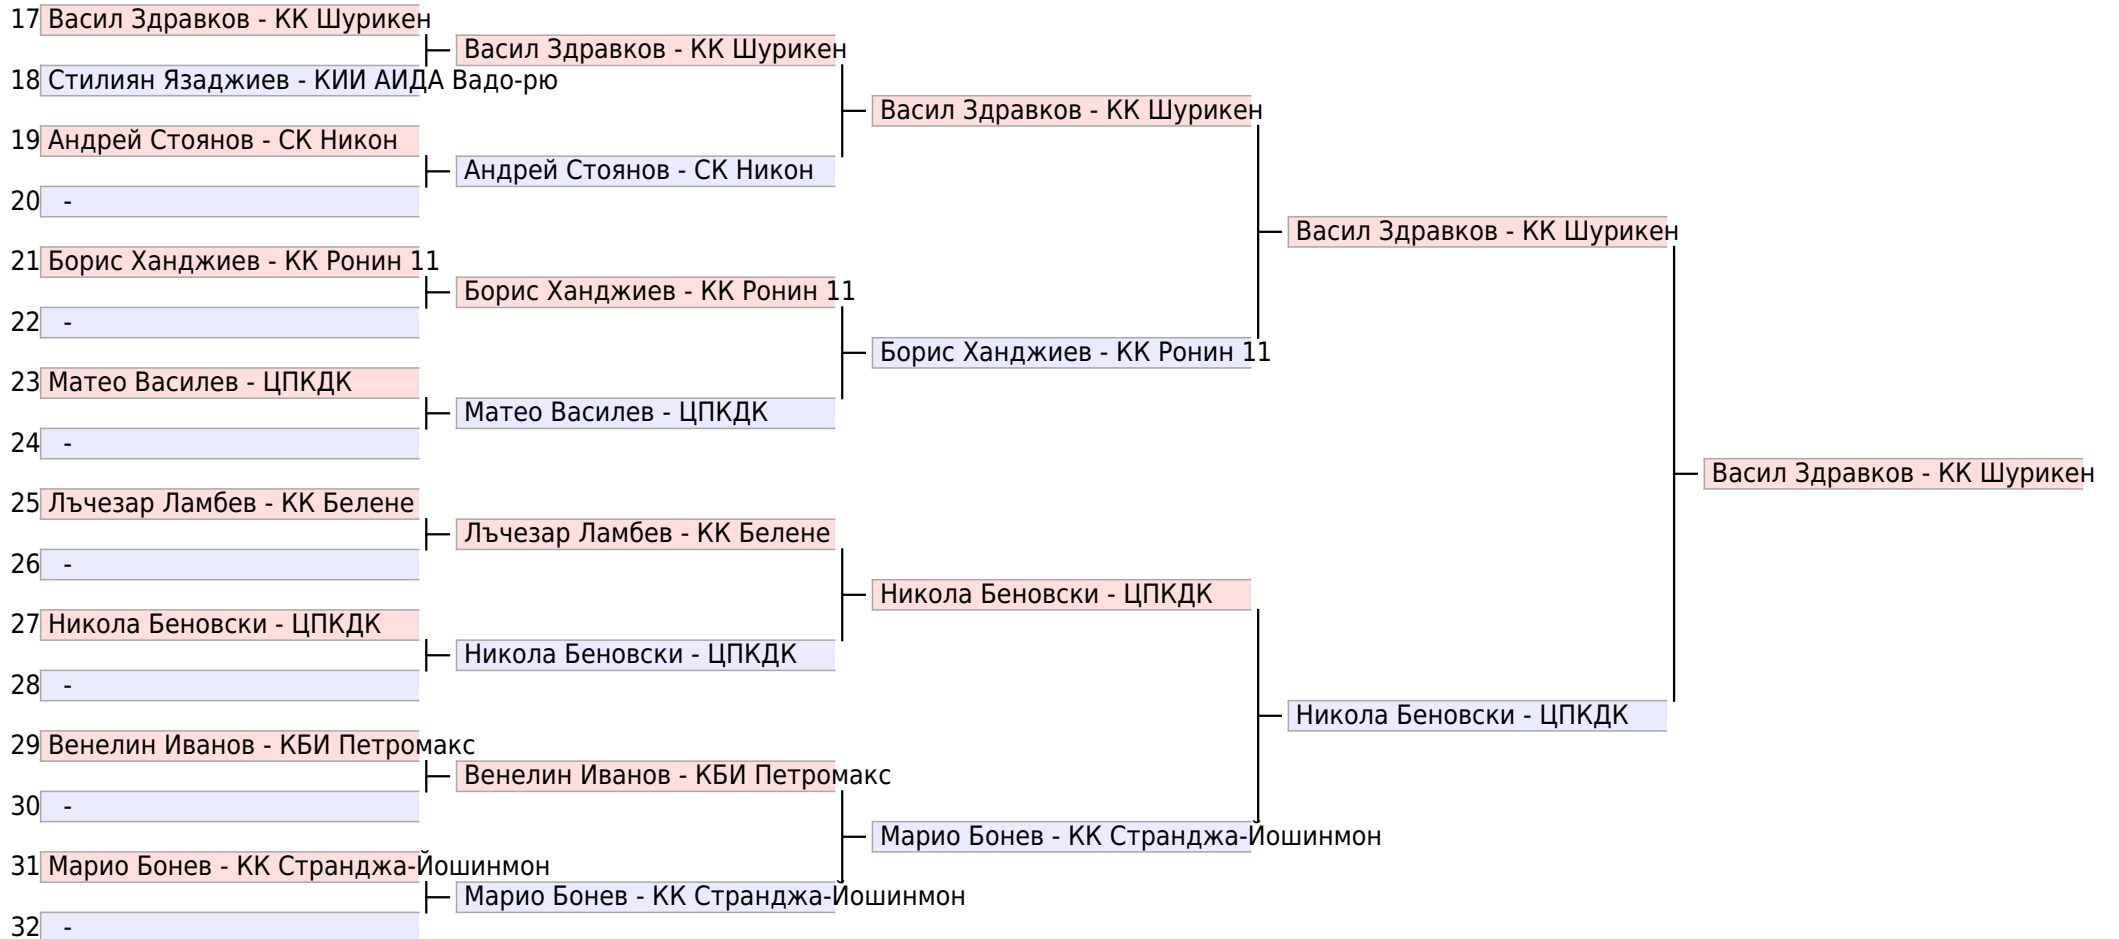 17 Васил Здравков - КК Шурикен
Васил Здравков - КК Шурикен
18 Стилиян Язаджиев - КИИ АИДА Вадо-рю
Васил Здравков - КК Шурикен
19 Андрей Стоянов - СК Никон
Андрей Стоянов - СК Никон
20 -
Васил Здравков - КК Шурикен
21 Борис Ханджиев - КК Ронин 11
Борис Ханджиев - КК Ронин 11
22 -
Борис Ханджиев - КК Ронин 11
23 Матео Василев - ЦПКДК
Матео Василев - ЦПКДК
24 -
Васил Здравков - КК Шурикен
25 Лъчезар Ламбев - КК Белене
Лъчезар Ламбев - КК Белене
26 -
Никола Беновски - ЦПКДК
27 Никола Беновски - ЦПКДК
Никола Беновски - ЦПКДК
28 -
Никола Беновски - ЦПКДК
29 Венелин Иванов - КБИ Петромакс
Венелин Иванов - КБИ Петромакс
30 -
Марио Бонев - КК Странджа-Йошинмон
31 Марио Бонев - КК Странджа-Йошинмон
Марио Бонев - КК Странджа-Йошинмон
32 -